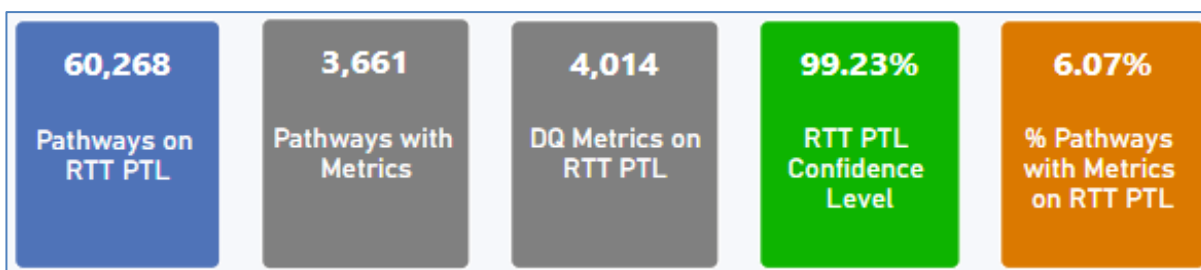 60,268
Pathways on
RTT PTL
3,661
Pathways with
Metrics
4,014
DQ Metrics on
RTT PTL
99.23%
RTT PTL
Confidence
Level
6.07%
% Pathways
with Metrics
on RTT PTL